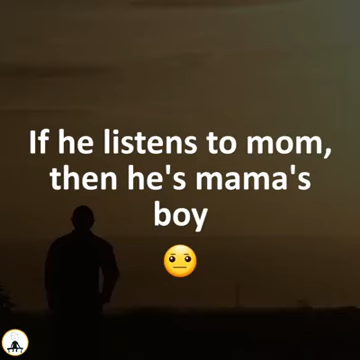 If he listens to mom,
then he's mama's
boy